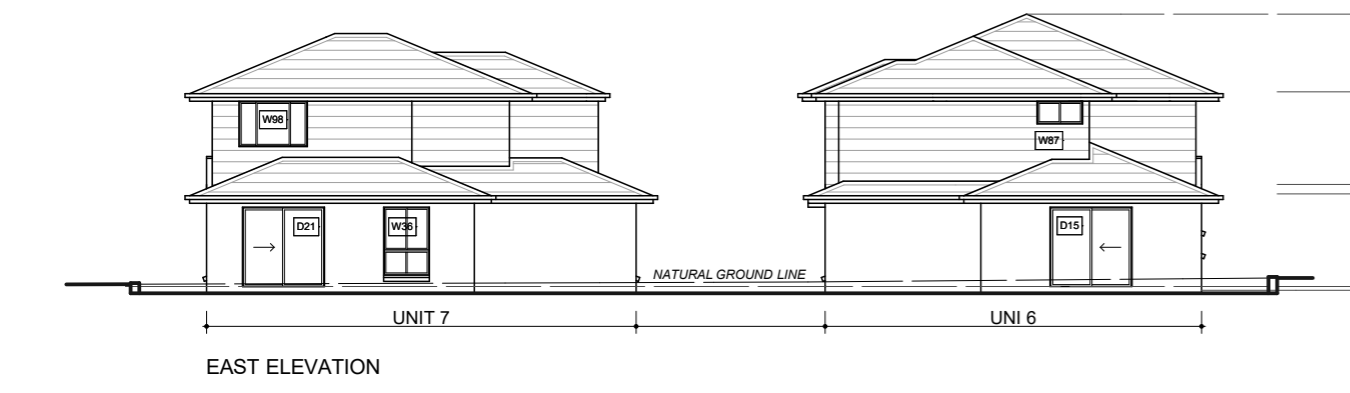 W98
W87
D21
W36
D15
NATURAL GROUND LINE
UNIT 7
UNI 6
EAST ELEVATION